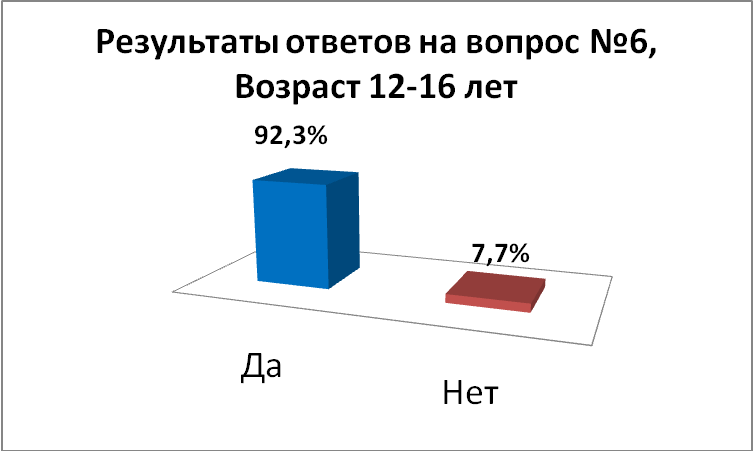 Результаты ответов на вопрос №6,
Возраст 12-16 лет
92,3%
7,7%
Да
Нет